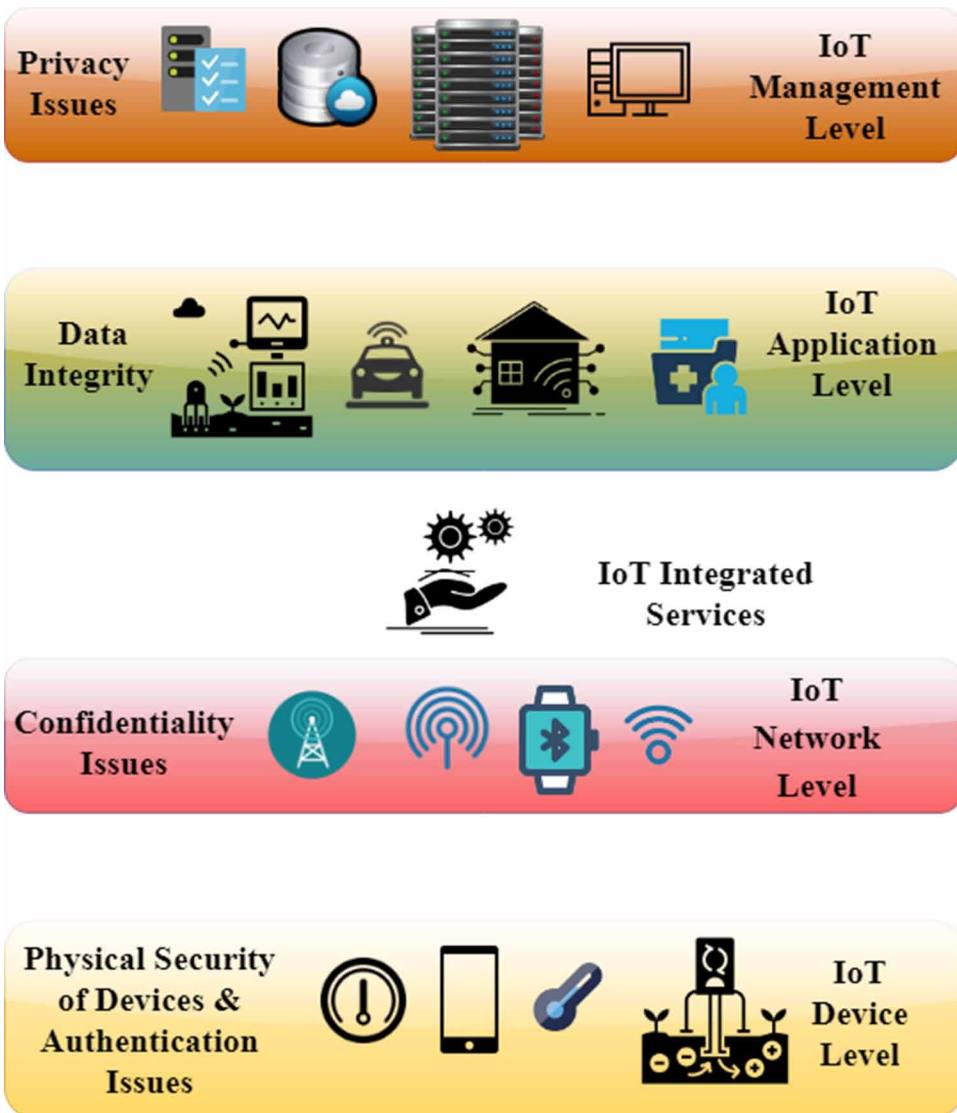 Privacy
Issues
IoT
Management
Level
Data
Integrity
IoT
Application
Level
IoT Integrated
Services
Confidentiality
Issues
IoT
Network
Level
Physical Security
of Devices &
Authentication
Issues
IoT
Device
Level